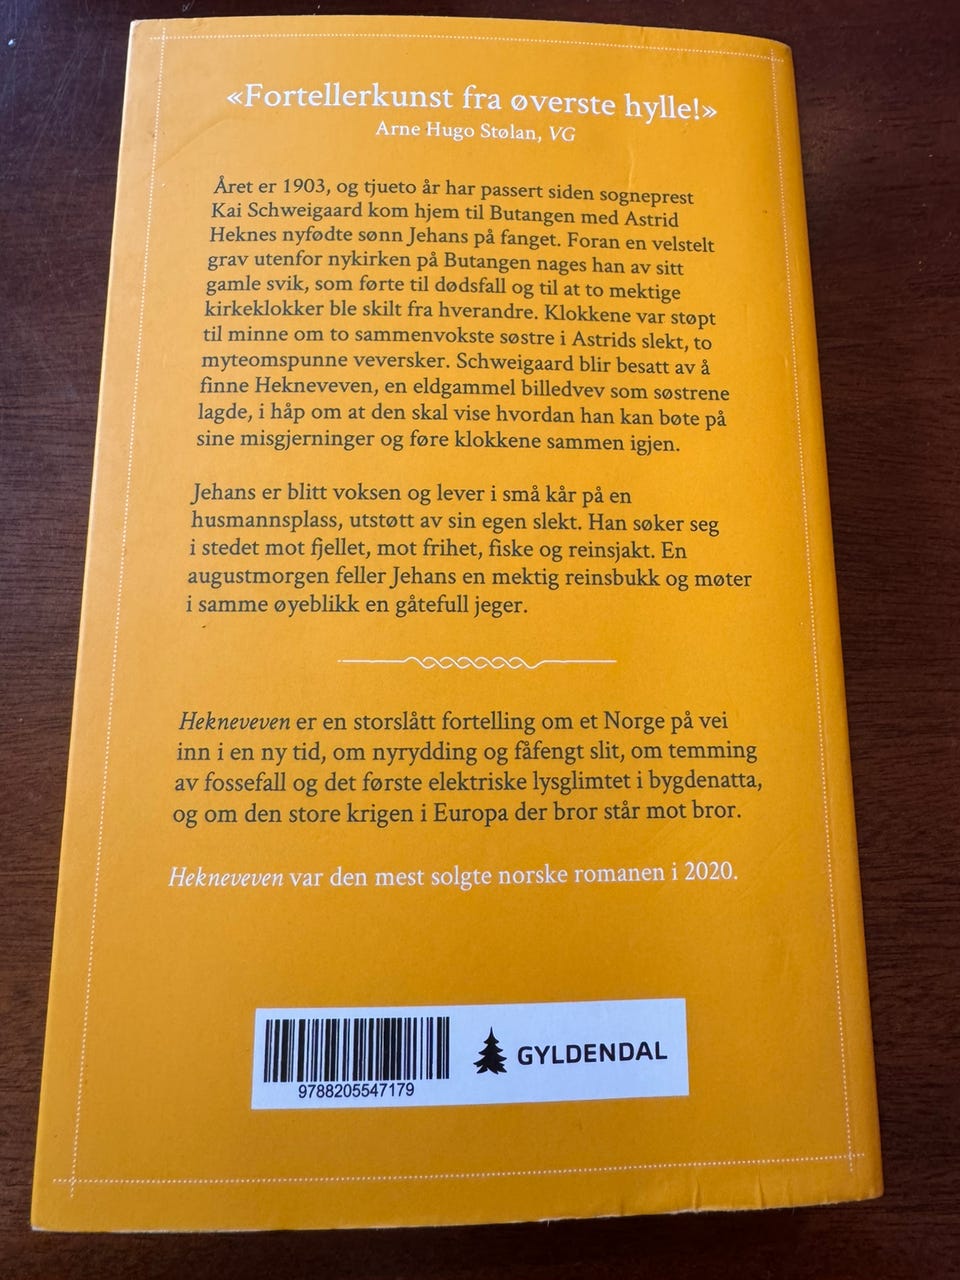 «Fortellerkunst fra øverste hylle!»
Arne Hugo Stølan, VG
Året er 1903, og tjueto år har passert siden sogneprest
Kai Schweigaard kom hjem til Butangen med Astrid
Heknes nyfødte sønn Jehans på fanget. Foran en velstelt
grav utenfor nykirken på Butangen nages han av sitt
gamle svik, som førte til dødsfall og til at to mektige
kirkeklokker ble skilt fra hverandre. Klokkene var støpt
til minne om to sammenvokste søstre i Astrids slekt, to
myteomspunne veversker. Schweigaard blir besatt av å
finne Hekneveven, en eldgammel billedvev som søstrene
lagde, i håp om at den skal vise hvordan han kan bøte på
sine misgjerninger og føre klokkene sammen igjen.
Jehans er blitt voksen og lever i små kår på en
husmannsplass, utstøtt av sin egen slekt. Han søker seg
i stedet mot fjellet, mot frihet, fiske og reinsjakt. En
augustmorgen feller Jehans en mektig reinsbukk og møter
i samme øyeblikk en gåtefull jeger.
Hekneveven er en storslått fortelling om et Norge på vei
inn i en ny tid, om nyrydding og fåfengt slit, om temming
av fossefall og det første elektriske lysglimtet i bygdenatta,
og om den store krigen i Europa der bror står mot bror.
Hekneveven var den mest solgte norske romanen i 2020.
9788205547179
GYLDENDAL